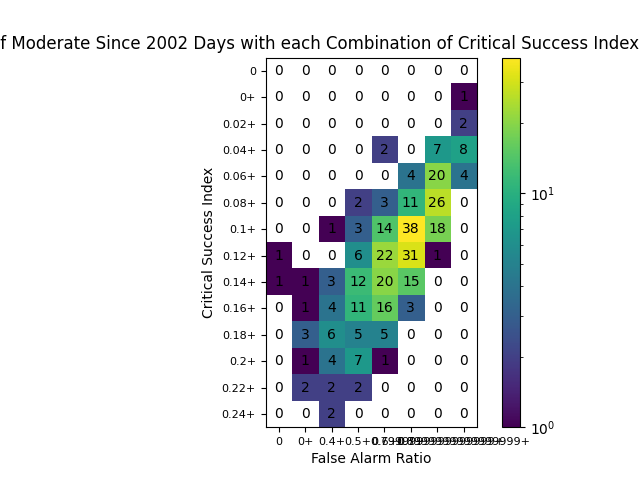 f Moderate Since 2002 Days with each Combination of Critical Success Index
0 0 0 0 0 0 0 0 0
0+ 0 0 0 0 0 0 0 1
0.02+ 0 0 0 0 0 0 0 2
0.04+ 0 0 0 0 2 0 7 8
0.06+ 0 0 0 0 0 4 20 4
0.08+ 0 0 0 2 3 11 26 0
0.1+ 0 0 1 3 14 38 18 0
0.12+ 1 0 0 6 22 31 1 0
0.14+ 1 1 3 12 20 15 0 0
0.16+ 0 1 4 11 16 3 0 0
0.18+ 0 3 6 5 5 0 0 0
0.2+ 0 1 4 7 1 0 0 0
0.22+ 0 2 2 2 0 0 0 0
0.24+ 0 0 2 0 0 0 0 0
0 0+ 0.4+ 0.5+
False Alarm Ratio
Critical Success Index
10¹
10⁰